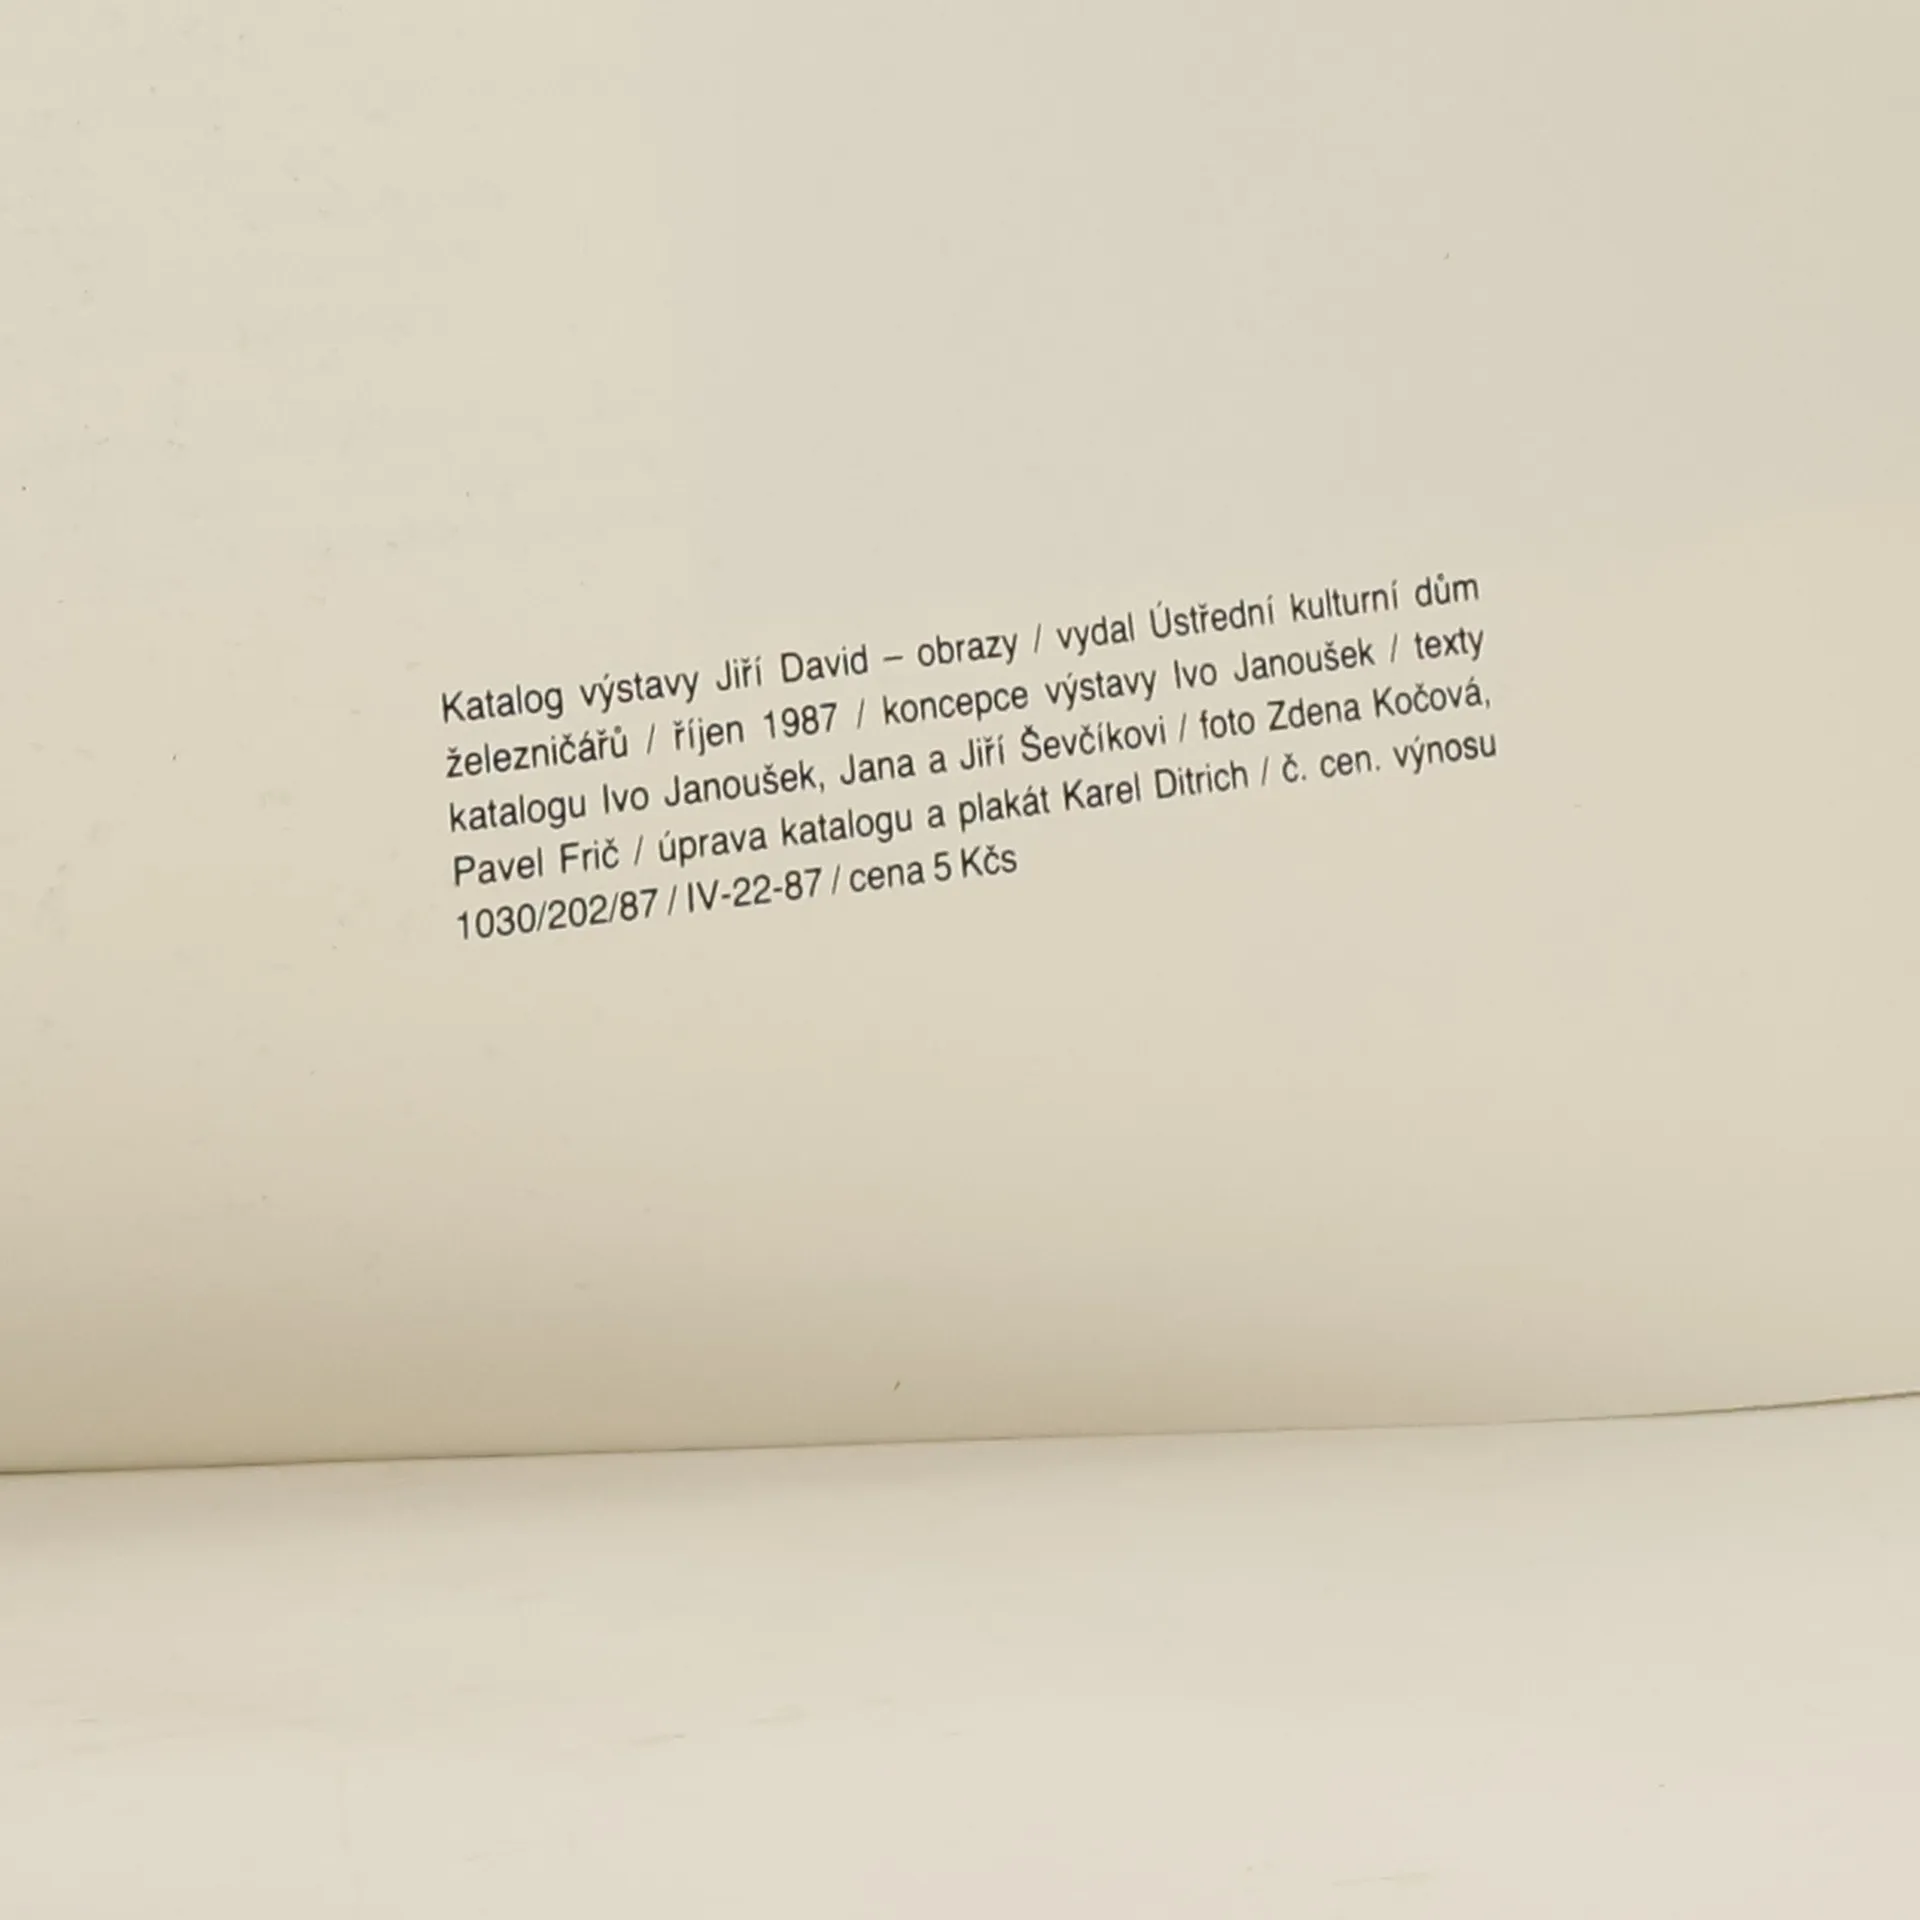 Katalog výstavy Jiří David – obrazy / vydal Ústřední kulturní dům
železničářů / říjen 1987 / koncepce výstavy Ivo Janoušek / texty
katalogu Ivo Janoušek, Jana a Jiří Ševčíkovi / foto Zdena Kočová,
Pavel Frič / úprava katalogu a plakát Karel Ditrich / č. cen. výnosu
1030/202/87 / IV-22-87 / cena 5 Kčs